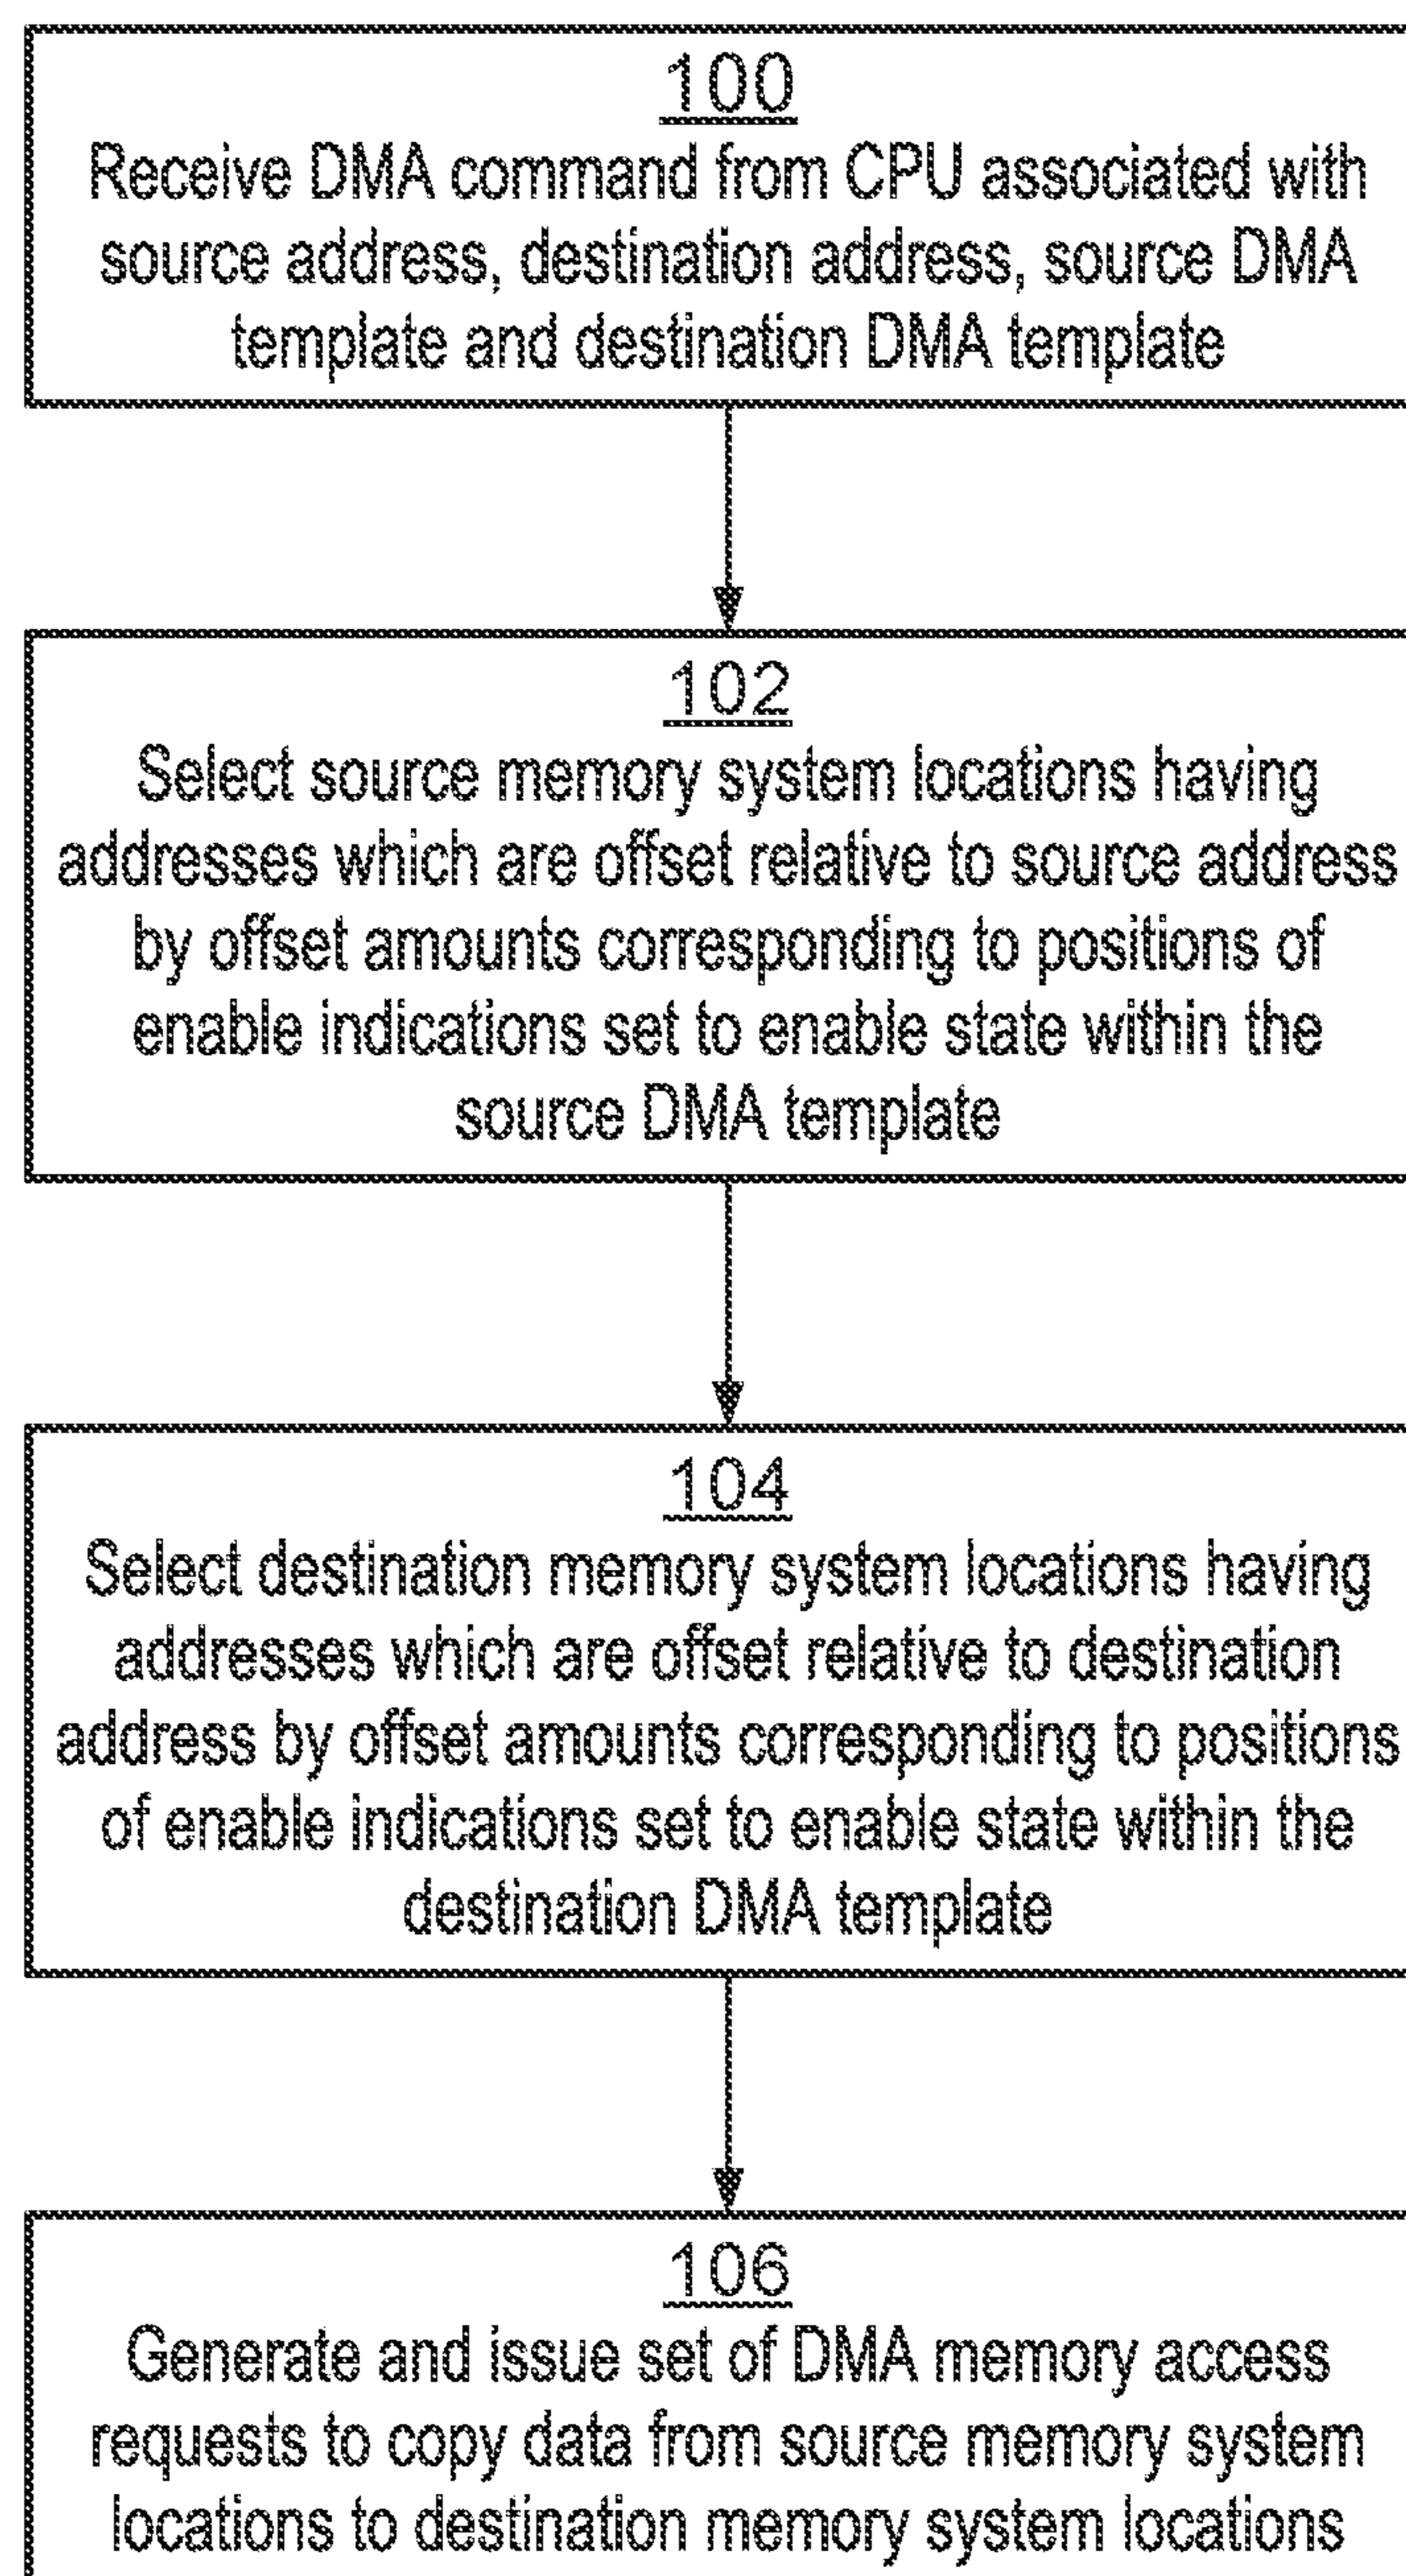 100
Receive DMA command from CPU associated with
source address, destination address, source DMA
template and destination DMA template
102
Select source memory system locations having
addresses which are offset relative to source address
by offset amounts corresponding to positions of
enable indications set to enable state within the
source DMA template
104
Select destination memory system locations having
addresses which are offset relative to destination
address by offset amounts corresponding to positions
of enable indications set to enable state within the
destination DMA template
106
Generate and issue set of DMA memory access
requests to copy data from source memory system
locations to destination memory system locations